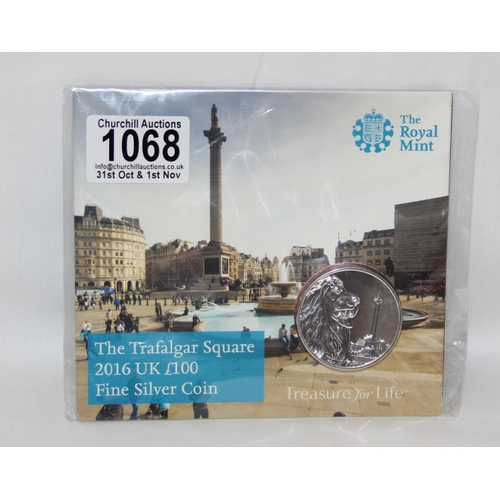 Churchill Auctions
1068
Info@churchillauctions.co.uk
31st Oct & 1st Nov
The
Royal
Mint
The Trafalgar Square
2016 UK £100
Fine Silver Coin
Treasure for Life™